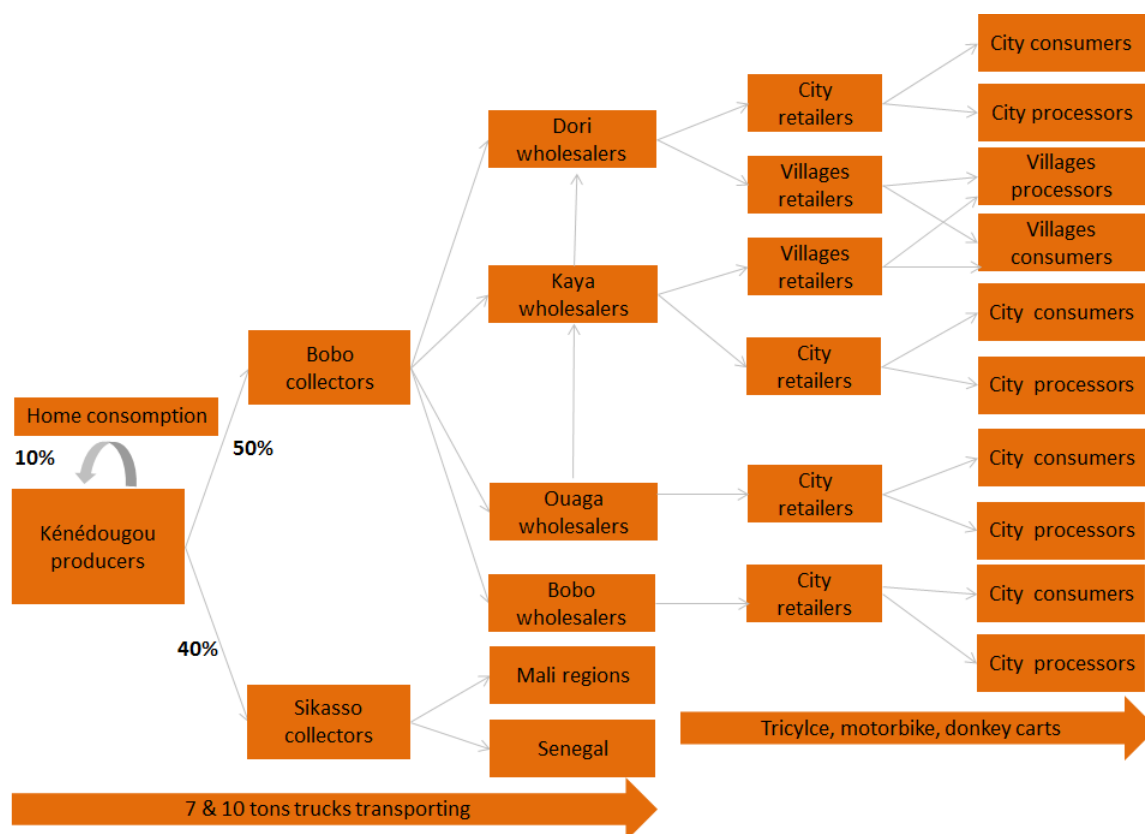 Home consomption
10%
Kénédougou
producers
50%
40%
Bobo
collectors
Sikasso
collectors
Dori
wholesalers
Kaya
wholesalers
Ouaga
wholesalers
Bobo
wholesalers
Mali regions
Senegal
City
retailers
Villages
retailers
Villages
retailers
City
retailers
City
retailers
City
retailers
City consumers
City processors
Villages
processors
Villages
consumers
City consumers
City processors
City consumers
City processors
City consumers
City processors
Tricylce, motorbike, donkey carts
7 & 10 tons trucks transporting